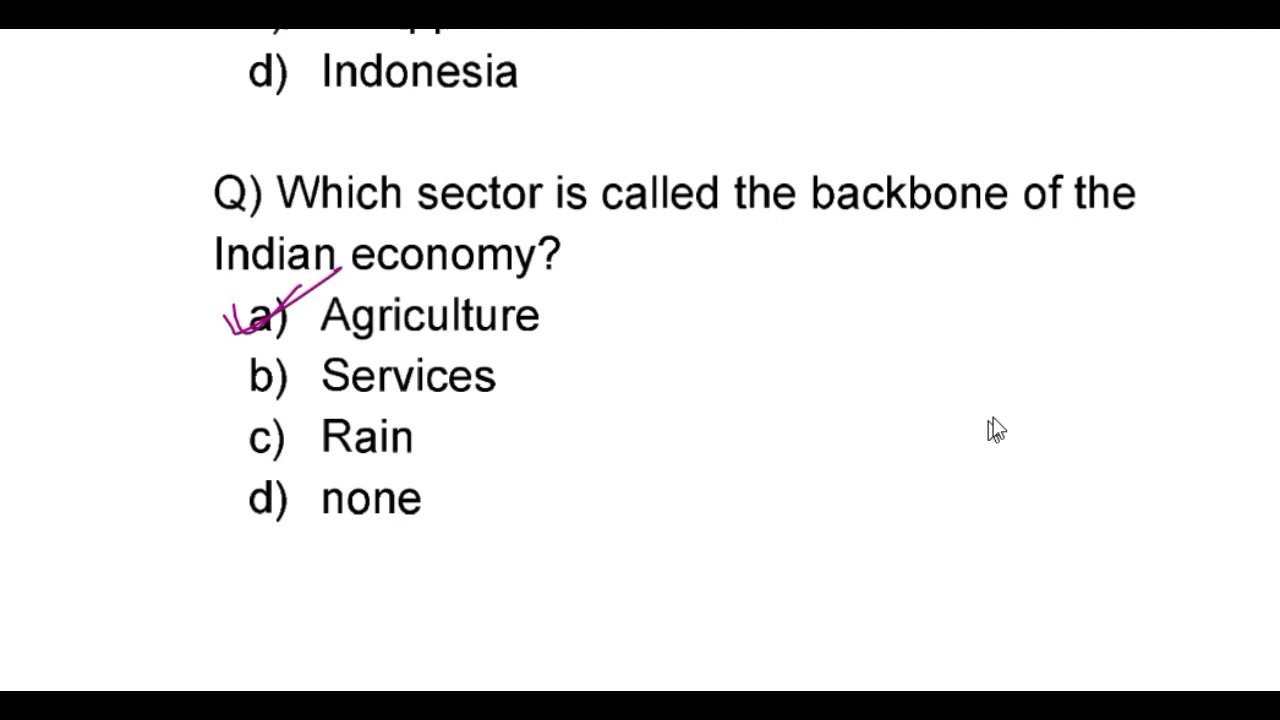 d) Indonesia
Q) Which sector is called the backbone of the
Indian economy?
a) Agriculture
b) Services
c) Rain
d) none